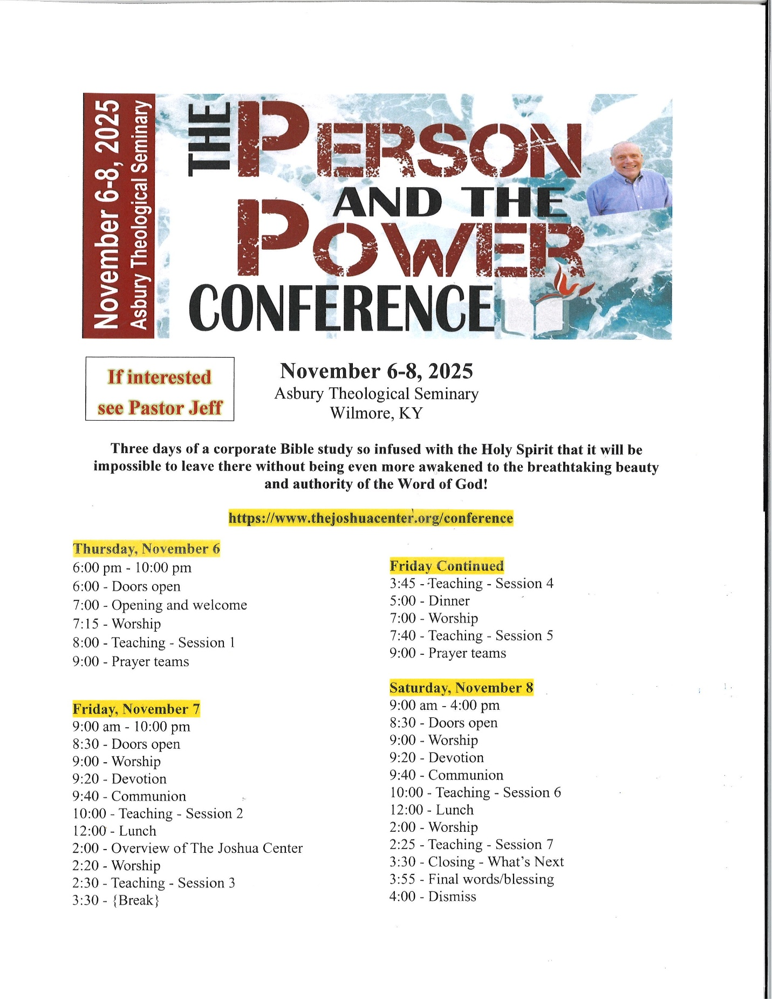 November 6-8, 2025
Asbury Theological Seminary
THE PERSON
AND THE
POWER
CONFERENCE
If interested
see Pastor Jeff
November 6-8, 2025
Asbury Theological Seminary
Wilmore, KY
Three days of a corporate Bible study so infused with the Holy Spirit that it will be
impossible to leave there without being even more awakened to the breathtaking beauty
and authority of the Word of God!
https://www.thejoshuacenter.org/conference
Thursday, November 6
6:00 pm - 10:00 pm
6:00 - Doors open
7:00 - Opening and welcome
7:15 - Worship
8:00 - Teaching - Session 1
9:00 - Prayer teams
Friday, November 7
9:00 am - 10:00 pm
8:30 - Doors open
9:00 - Worship
9:20 - Devotion
9:40 - Communion
10:00 - Teaching - Session 2
12:00 - Lunch
2:00 - Overview of The Joshua Center
2:20 - Worship
2:30 - Teaching - Session 3
3:30 - {Break}
Friday Continued
3:45 - Teaching - Session 4
5:00 - Dinner
7:00 - Worship
7:40 - Teaching - Session 5
9:00 - Prayer teams
Saturday, November 8
9:00 am - 4:00 pm
8:30 - Doors open
9:00 - Worship
9:20 - Devotion
9:40 - Communion
10:00 - Teaching - Session 6
12:00 - Lunch
2:00 - Worship
2:25 - Teaching - Session 7
3:30 - Closing - What's Next
3:55 - Final words/blessing
4:00 - Dismiss